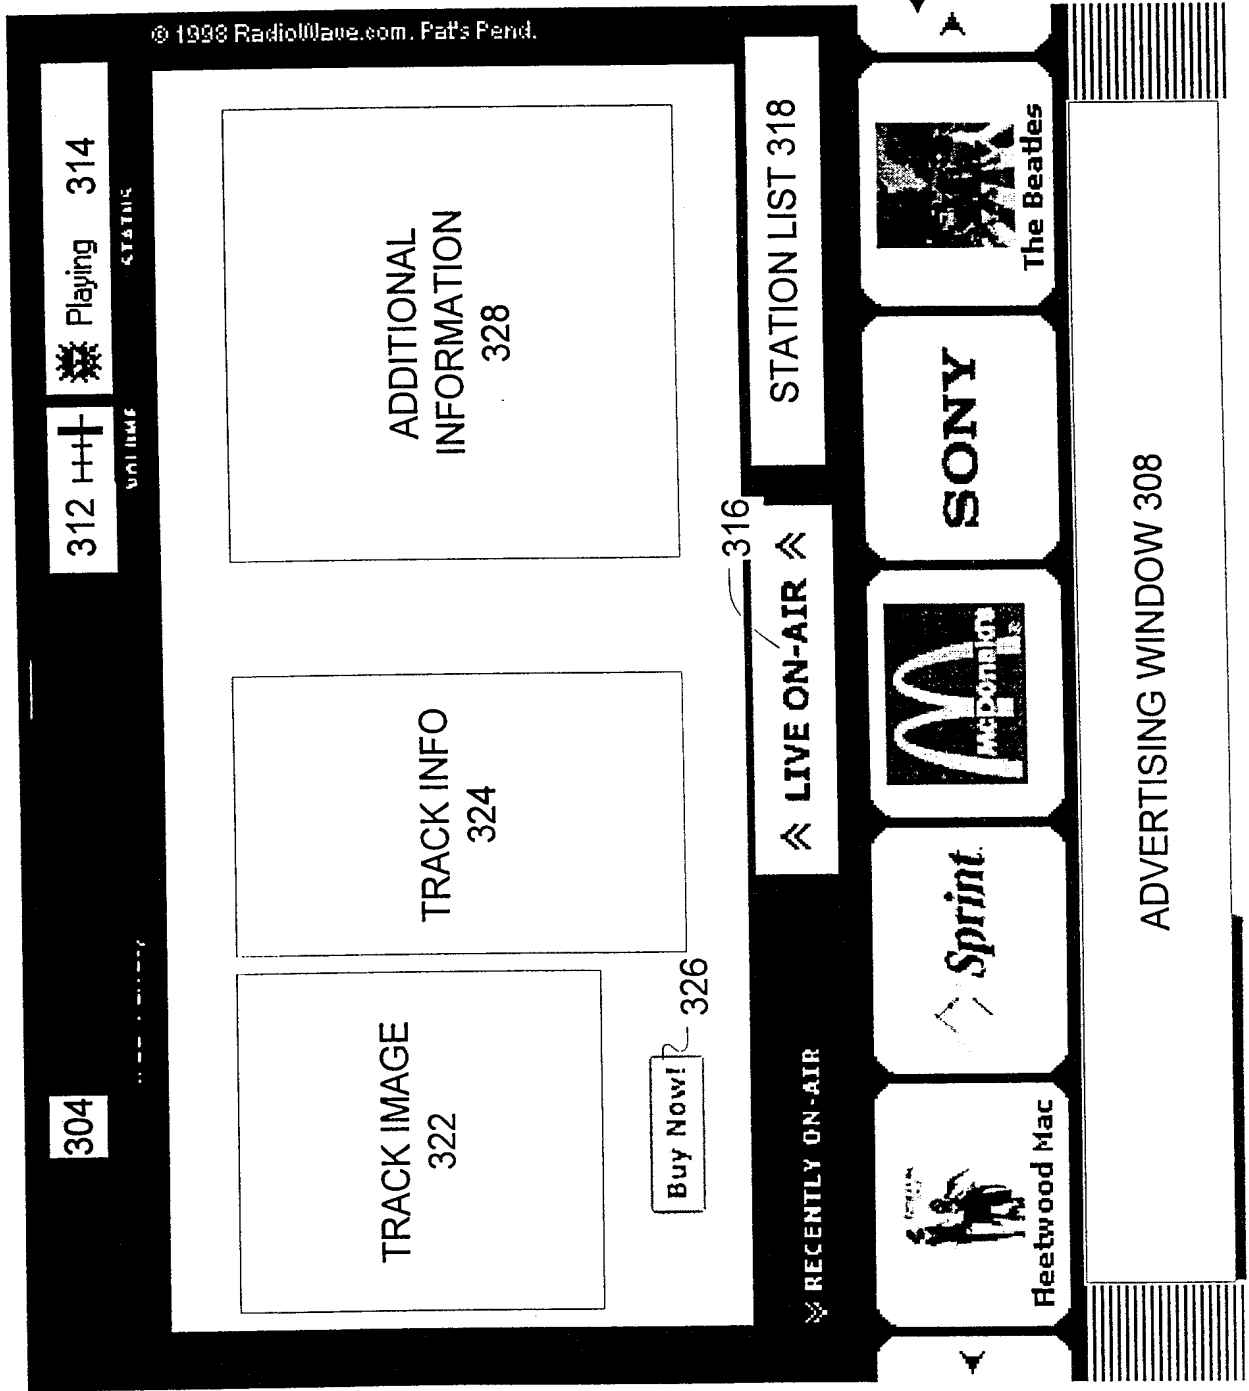 304
312
Playing 314
VOLUME
STATUS
© 1998 RadioWave.com. Pat's Pend.
TRACK IMAGE
322
TRACK INFO
324
ADDITIONAL
INFORMATION
328
Buy Now!
326
316
RECENTLY ON-AIR
LIVE ON-AIR
STATION LIST 318
Fleetwood Mac
Sprint
McDonald's
SONY
The Beatles
ADVERTISING WINDOW 308